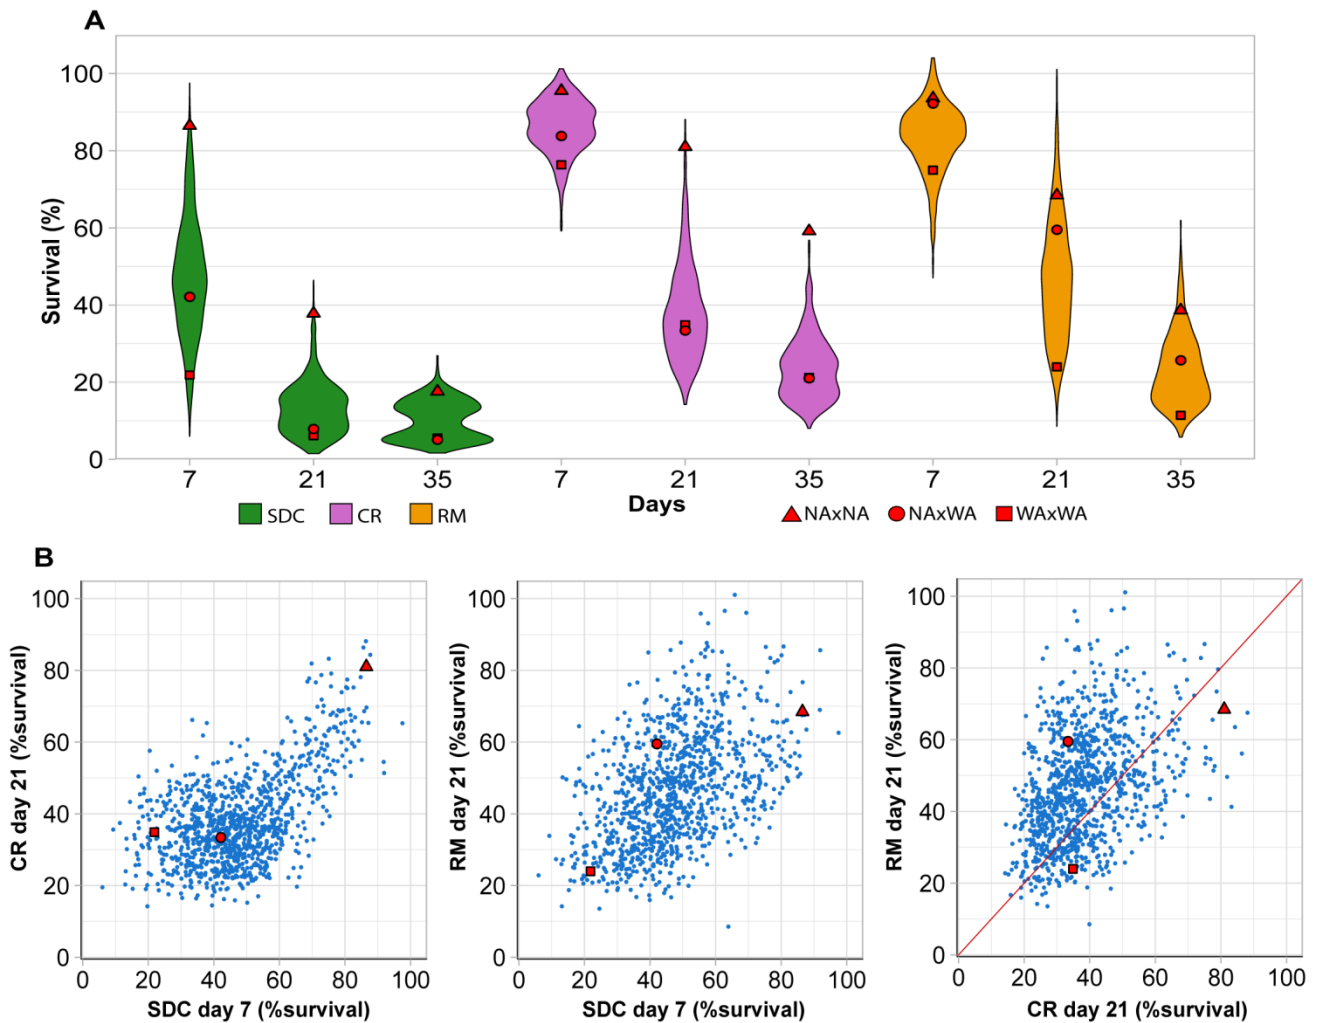 A
Survival (%)
100
80
60
40
20
0
7 21 35 7 21 35 7 21 35
Days
SDC CR RM NAxNA NAxWA WAxWA
B
CR day 21 (%survival)
100
80
60
40
20
0
0 20 40 60 80 100
SDC day 7 (%survival)
RM day 21 (%survival)
100
80
60
40
20
0
0 20 40 60 80 100
SDC day 7 (%survival)
RM day 21 (%survival)
100
80
60
40
20
0
0 20 40 60 80 100
CR day 21 (%survival)